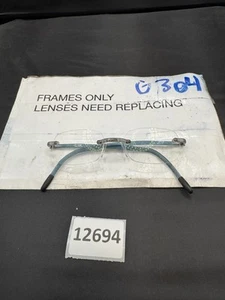 G304
FRAMES ONLY
LENSES NEED REPLACING
12694